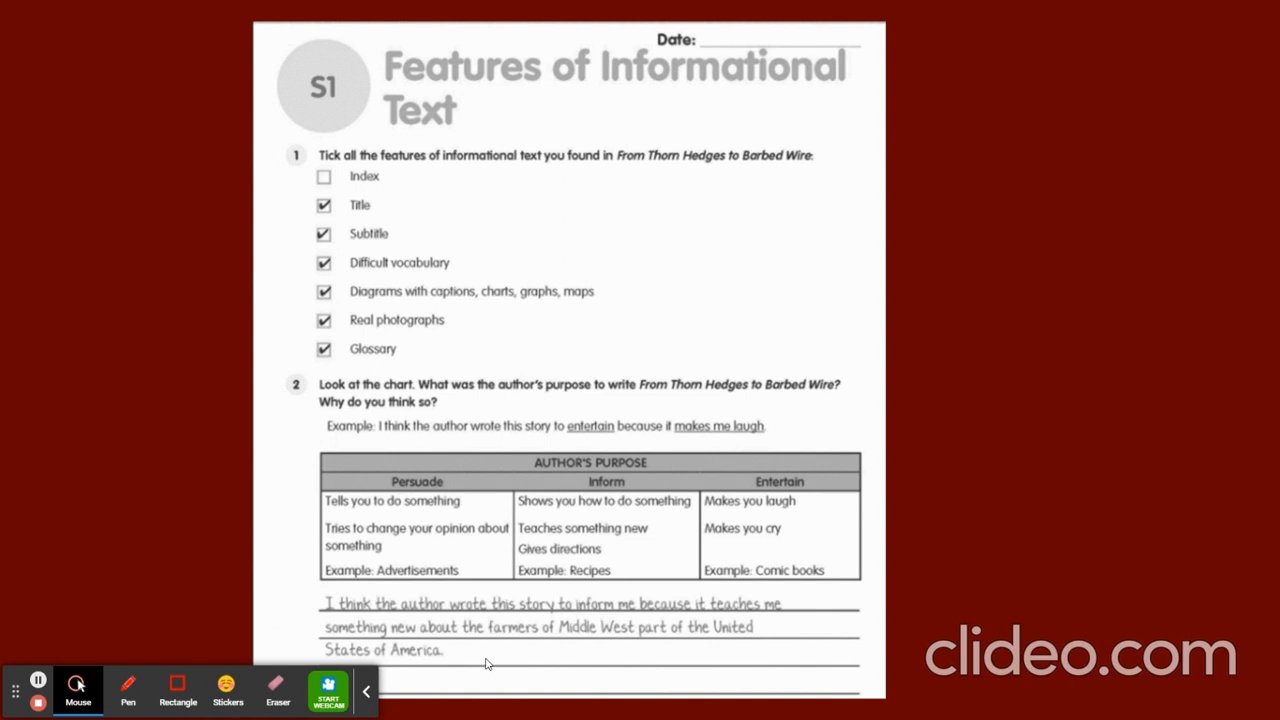 Date:
S1
Features of Informational
Text
1 Tick all the features of informational text you found in From Thorn Hedges to Barbed Wire:
Index
Title
Subtitle
Difficult vocabulary
Diagrams with captions, charts, graphs, maps
Real photographs
Glossary
2 Look at the chart. What was the author's purpose to write From Thorn Hedges to Barbed Wire?
Why do you think so?
Example: I think the author wrote this story to entertain because it makes me laugh.
AUTHOR'S PURPOSE
Persuade Inform Entertain
Tells you to do something Shows you how to do something Makes you laugh
Tries to change your opinion about Teaches something new Makes you cry
something Gives directions
Example: Advertisements Example: Recipes Example: Comic books
I think the author wrote this story to inform me because it teaches me
something new about the farmers of Middle West part of the United
States of America.
clideo.com
Mouse Pen Rectangle Stickers Eraser START
WEBCAM